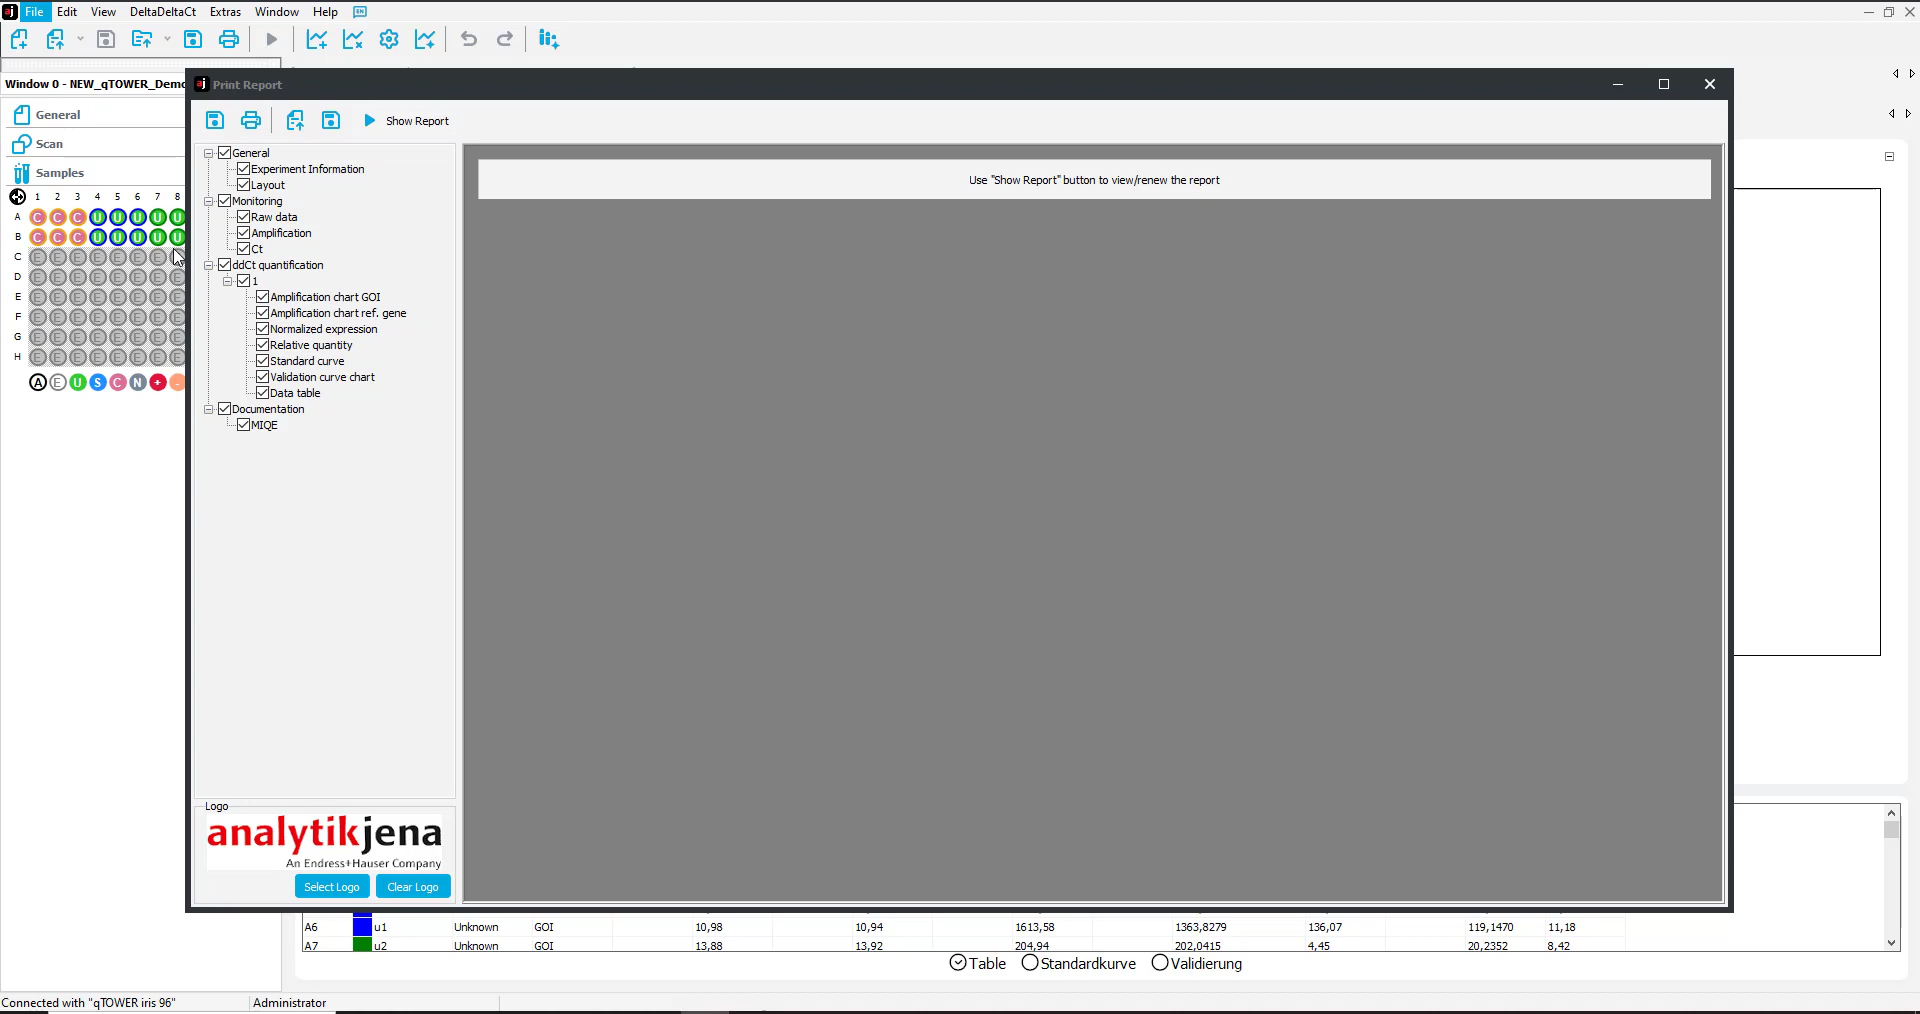 File Edit View DeltaDeltaCt Extras Window Help
Window 0 - NEW_qTOWER_Demo
Print Report
General
Scan
Samples
Show Report
1 2 3 4 5 6 7 8
A C C C U U U U U
B C C C U U U U U
C E E E E E E E
D E E E E E E E E
E E E E E E E E E
F E E E E E E E E
G E E E E E E E E
H E E E E E E E E
A E U S C N + -
General
Experiment Information
Layout
Monitoring
Raw data
Amplification
Ct
ddCt quantification
1
Amplification chart GOI
Amplification chart ref. gene
Normalized expression
Relative quantity
Standard curve
Validation curve chart
Data table
Documentation
MIQE
Use "Show Report" button to view/renew the report
Logo
analytikjena
An Endress+Hauser Company
Select Logo Clear Logo
A6 u1 Unknown GOI 10,98 10,94 1613,58 1363,8279 136,07 119,1470 11,18
A7 u2 Unknown GOI 13,88 13,92 204,94 202,0415 4,45 20,2352 8,42
Table Standardkurve Validierung
Connected with "qTOWER iris 96" Administrator